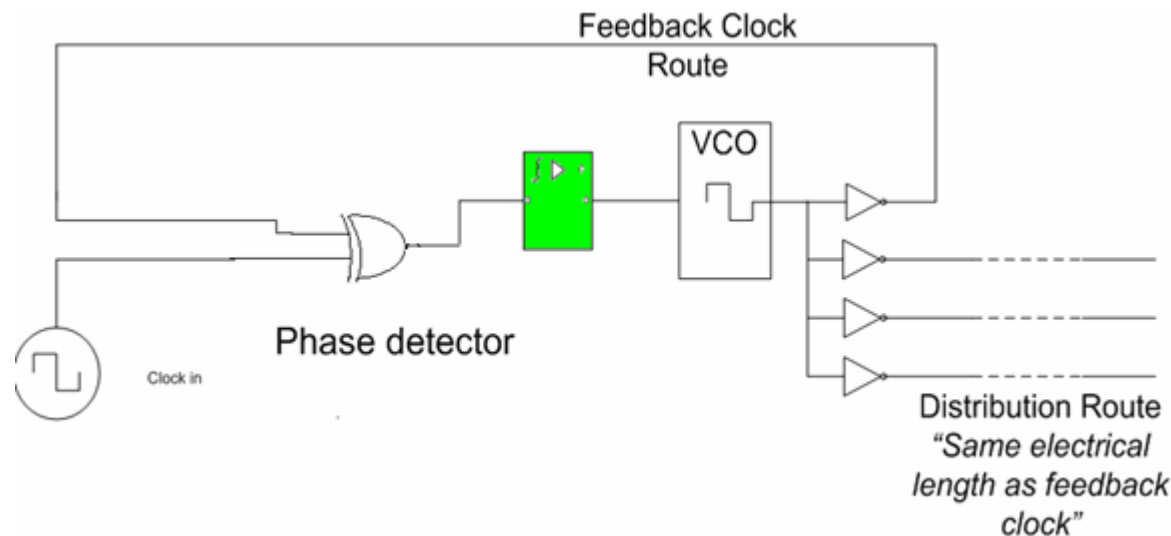 Feedback Clock
Route
VCO
Phase detector
Clock in
Distribution Route
“Same electrical
length as feedback
clock”